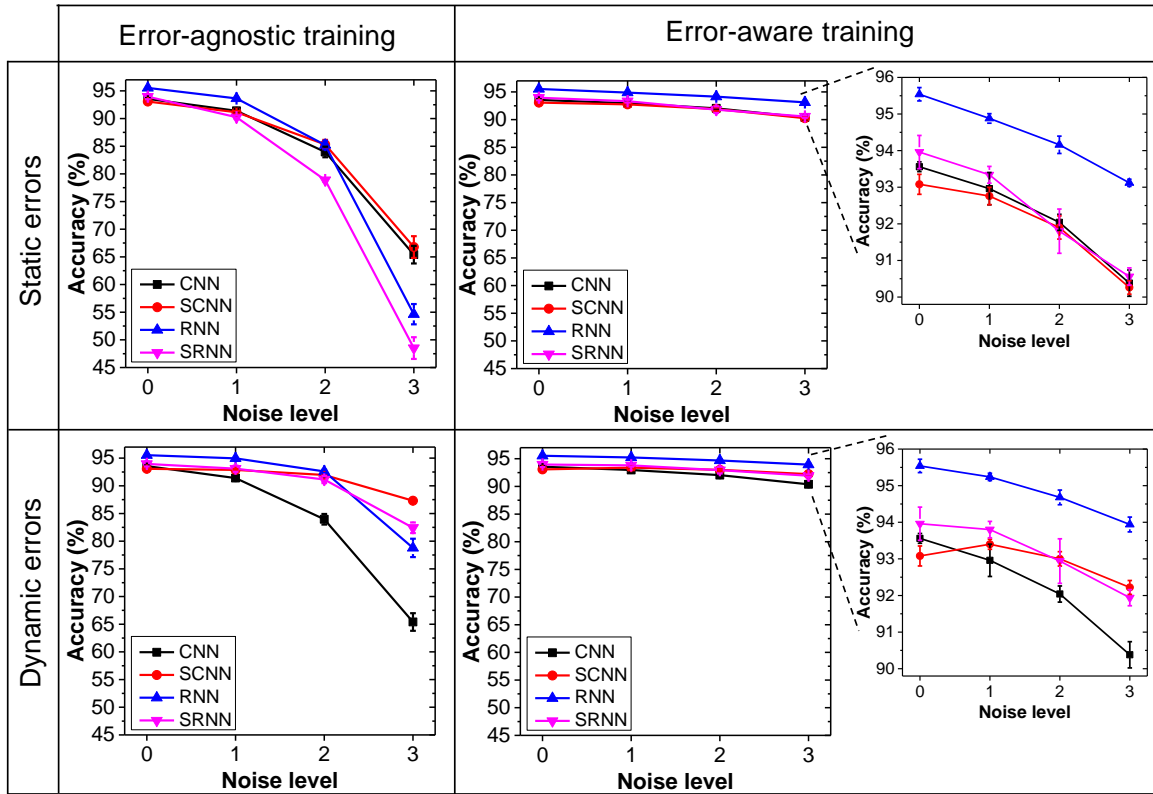 Error-agnostic training
Error-aware training
Static errors
Accuracy (%)
95
90
85
80
75
70
65
60
55
50
45
CNN
SCNN
RNN
SRNN
0 1 2 3
Noise level
Accuracy (%)
95
90
85
80
75
70
65
60
55
50
45
CNN
SCNN
RNN
SRNN
0 1 2 3
Noise level
Accuracy (%)
96
95
94
93
92
91
90
0 1 2 3
Noise level
Dynamic errors
Accuracy (%)
95
90
85
80
75
70
65
60
55
50
45
CNN
SCNN
RNN
SRNN
0 1 2 3
Noise level
Accuracy (%)
95
90
85
80
75
70
65
60
55
50
45
CNN
SCNN
RNN
SRNN
0 1 2 3
Noise level
Accuracy (%)
96
95
94
93
92
91
90
0 1 2 3
Noise level